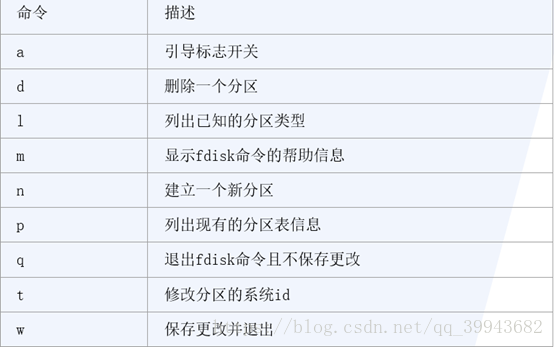 命令 描述
a 引导标志开关
d 删除一个分区
l 列出已知的分区类型
m 显示fdisk命令的帮助信息
n 建立一个新分区
p 列出现有的分区表信息
q 退出fdisk命令且不保存更改
t 修改分区的系统id
w 保存更改并退出
https://blog.csdn.net/qq_39943682